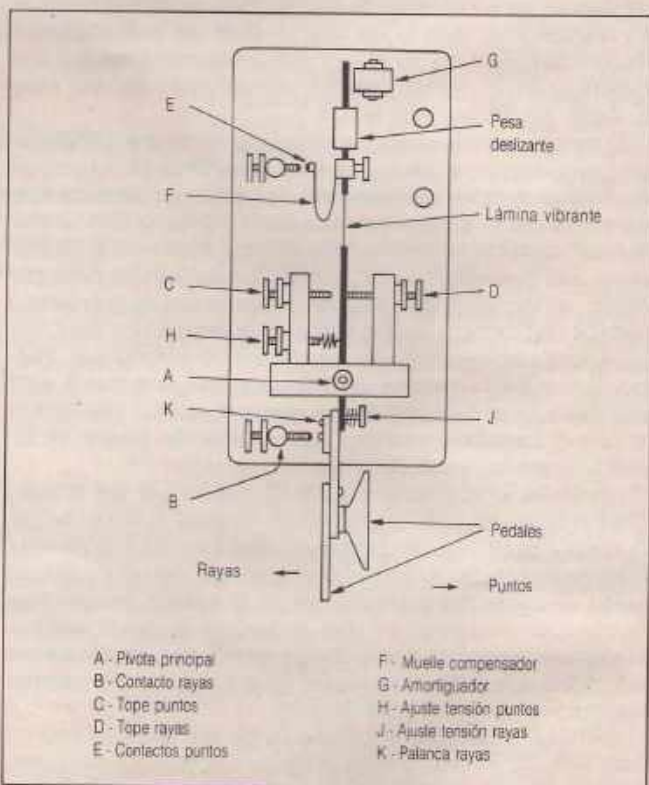 G
E
Pesa
deslizante
F
Lámina vibrante
C
D
H
A
K
J
B
Pedales
Rayas
Puntos
A - Pivote principal
B - Contacto rayas
C - Tope puntos
D - Tope rayas
E - Contactos puntos
F - Muelle compensador
G - Amortiguador
H - Ajuste tensión puntos
J - Ajuste tensión rayas
K - Palanca rayas